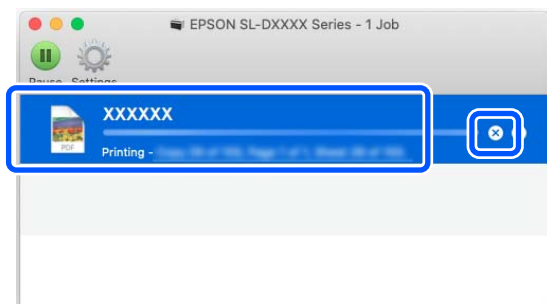 EPSON SL-DXXXX Series - 1 Job
Pause Settings
XXXXXX
PDF
Printing -